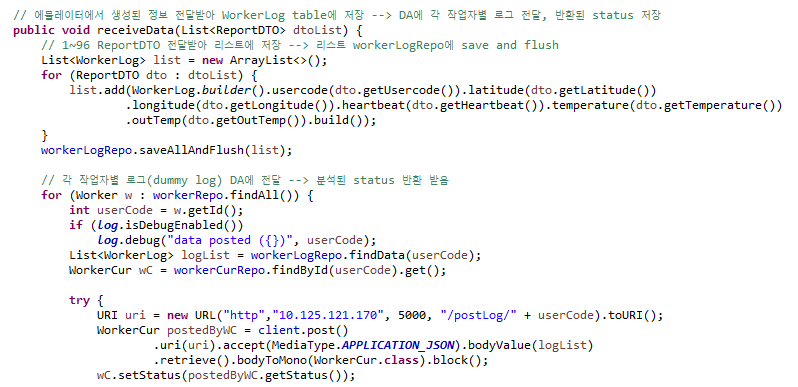 // 에뮬레이터에서 생성된 정보 전달받아 WorkerLog table에 저장 --> DA에 각 작업자별 로그 전달, 반환된 status 저장
public void receiveData(List<ReportDTO> dtoList) {
// 1~96 ReportDTO 전달받아 리스트에 저장 --> 리스트 workerLogRepo에 save and flush
List<WorkerLog> list = new ArrayList<>();
for (ReportDTO dto : dtoList) {
list.add(WorkerLog.builder().usercode(dto.getUsercode()).latitude(dto.getLatitude())
.longitude(dto.getLongitude()).heartbeat(dto.getHeartbeat()).temperature(dto.getTemperature())
.outTemp(dto.getOutTemp()).build());
}
workerLogRepo.saveAllAndFlush(list);
// 각 작업자별 로그(dummy log) DA에 전달 --> 분석된 status 반환 받음
for (Worker w : workerRepo.findAll()) {
int userCode = w.getId();
if (log.isDebugEnabled())
log.debug("data posted ({})", userCode);
List<WorkerLog> logList = workerLogRepo.findData(userCode);
WorkerCur wC = workerCurRepo.findById(userCode).get();
try {
URI uri = new URL("http","10.125.121.170", 5000, "/postLog/" + userCode).toURI();
WorkerCur postedByWC = client.post()
.uri(uri).accept(MediaType.APPLICATION_JSON).bodyValue(logList)
.retrieve().bodyToMono(WorkerCur.class).block();
wC.setStatus(postedByWC.getStatus());